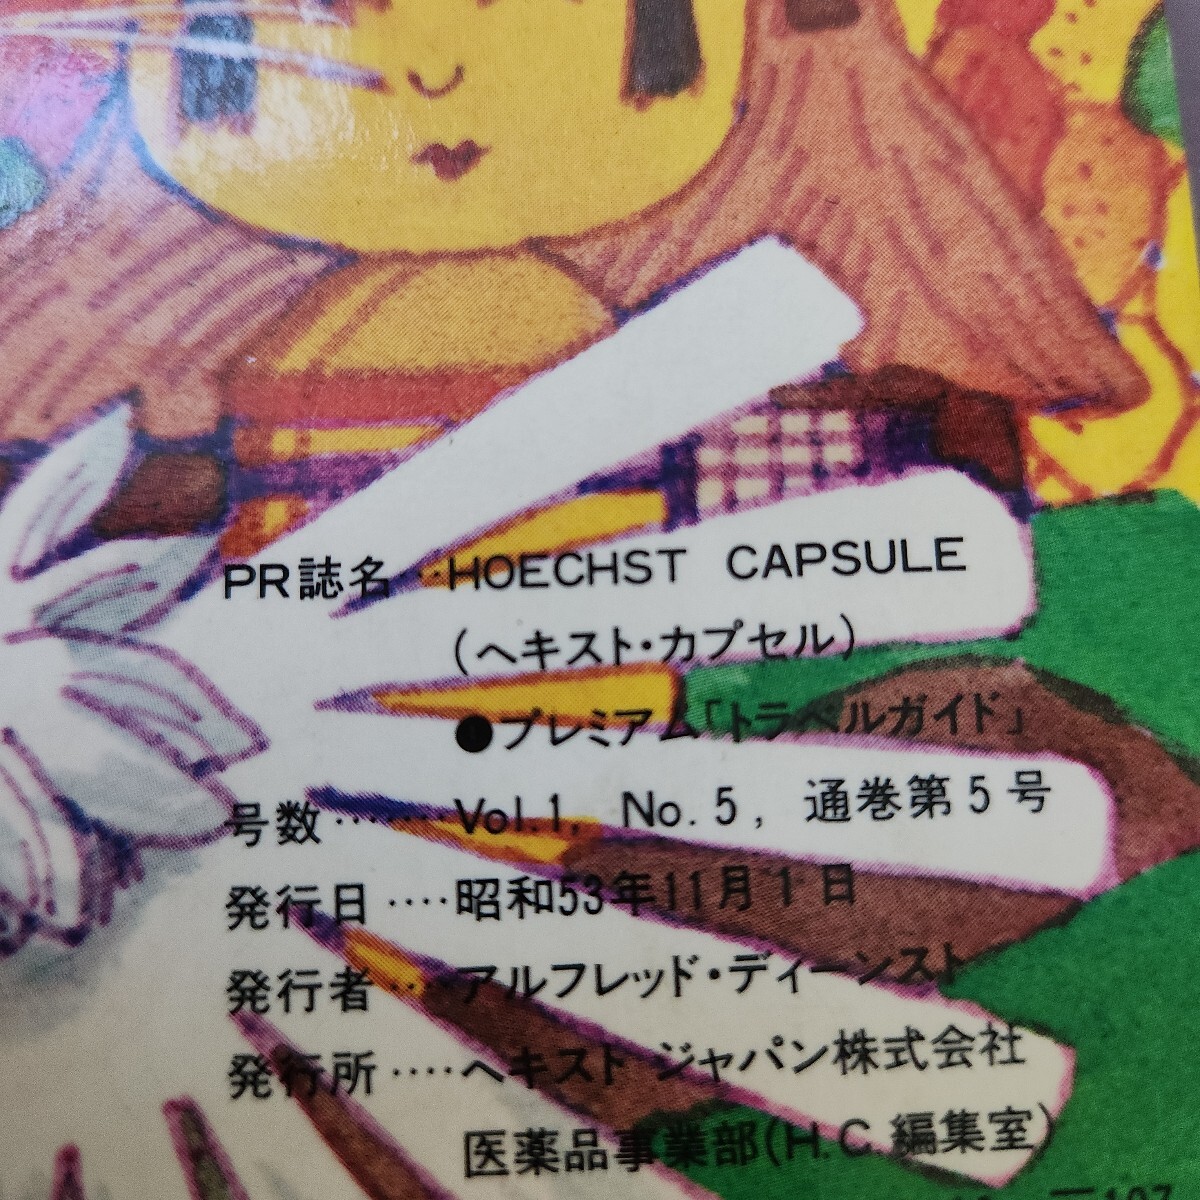 PR誌名…HOECHST CAPSULE
(ヘキスト・カプセル)
●プレミアム「トラベルガイド」
号数………Vol.1, No.5, 通巻第5号
発行日‥‥昭和53年11月1日
発行者‥‥アルフレッド・ディーンスト
発行所‥‥ヘキスト ジャパン株式会社
医薬品事業部(H.C.編集室)
107